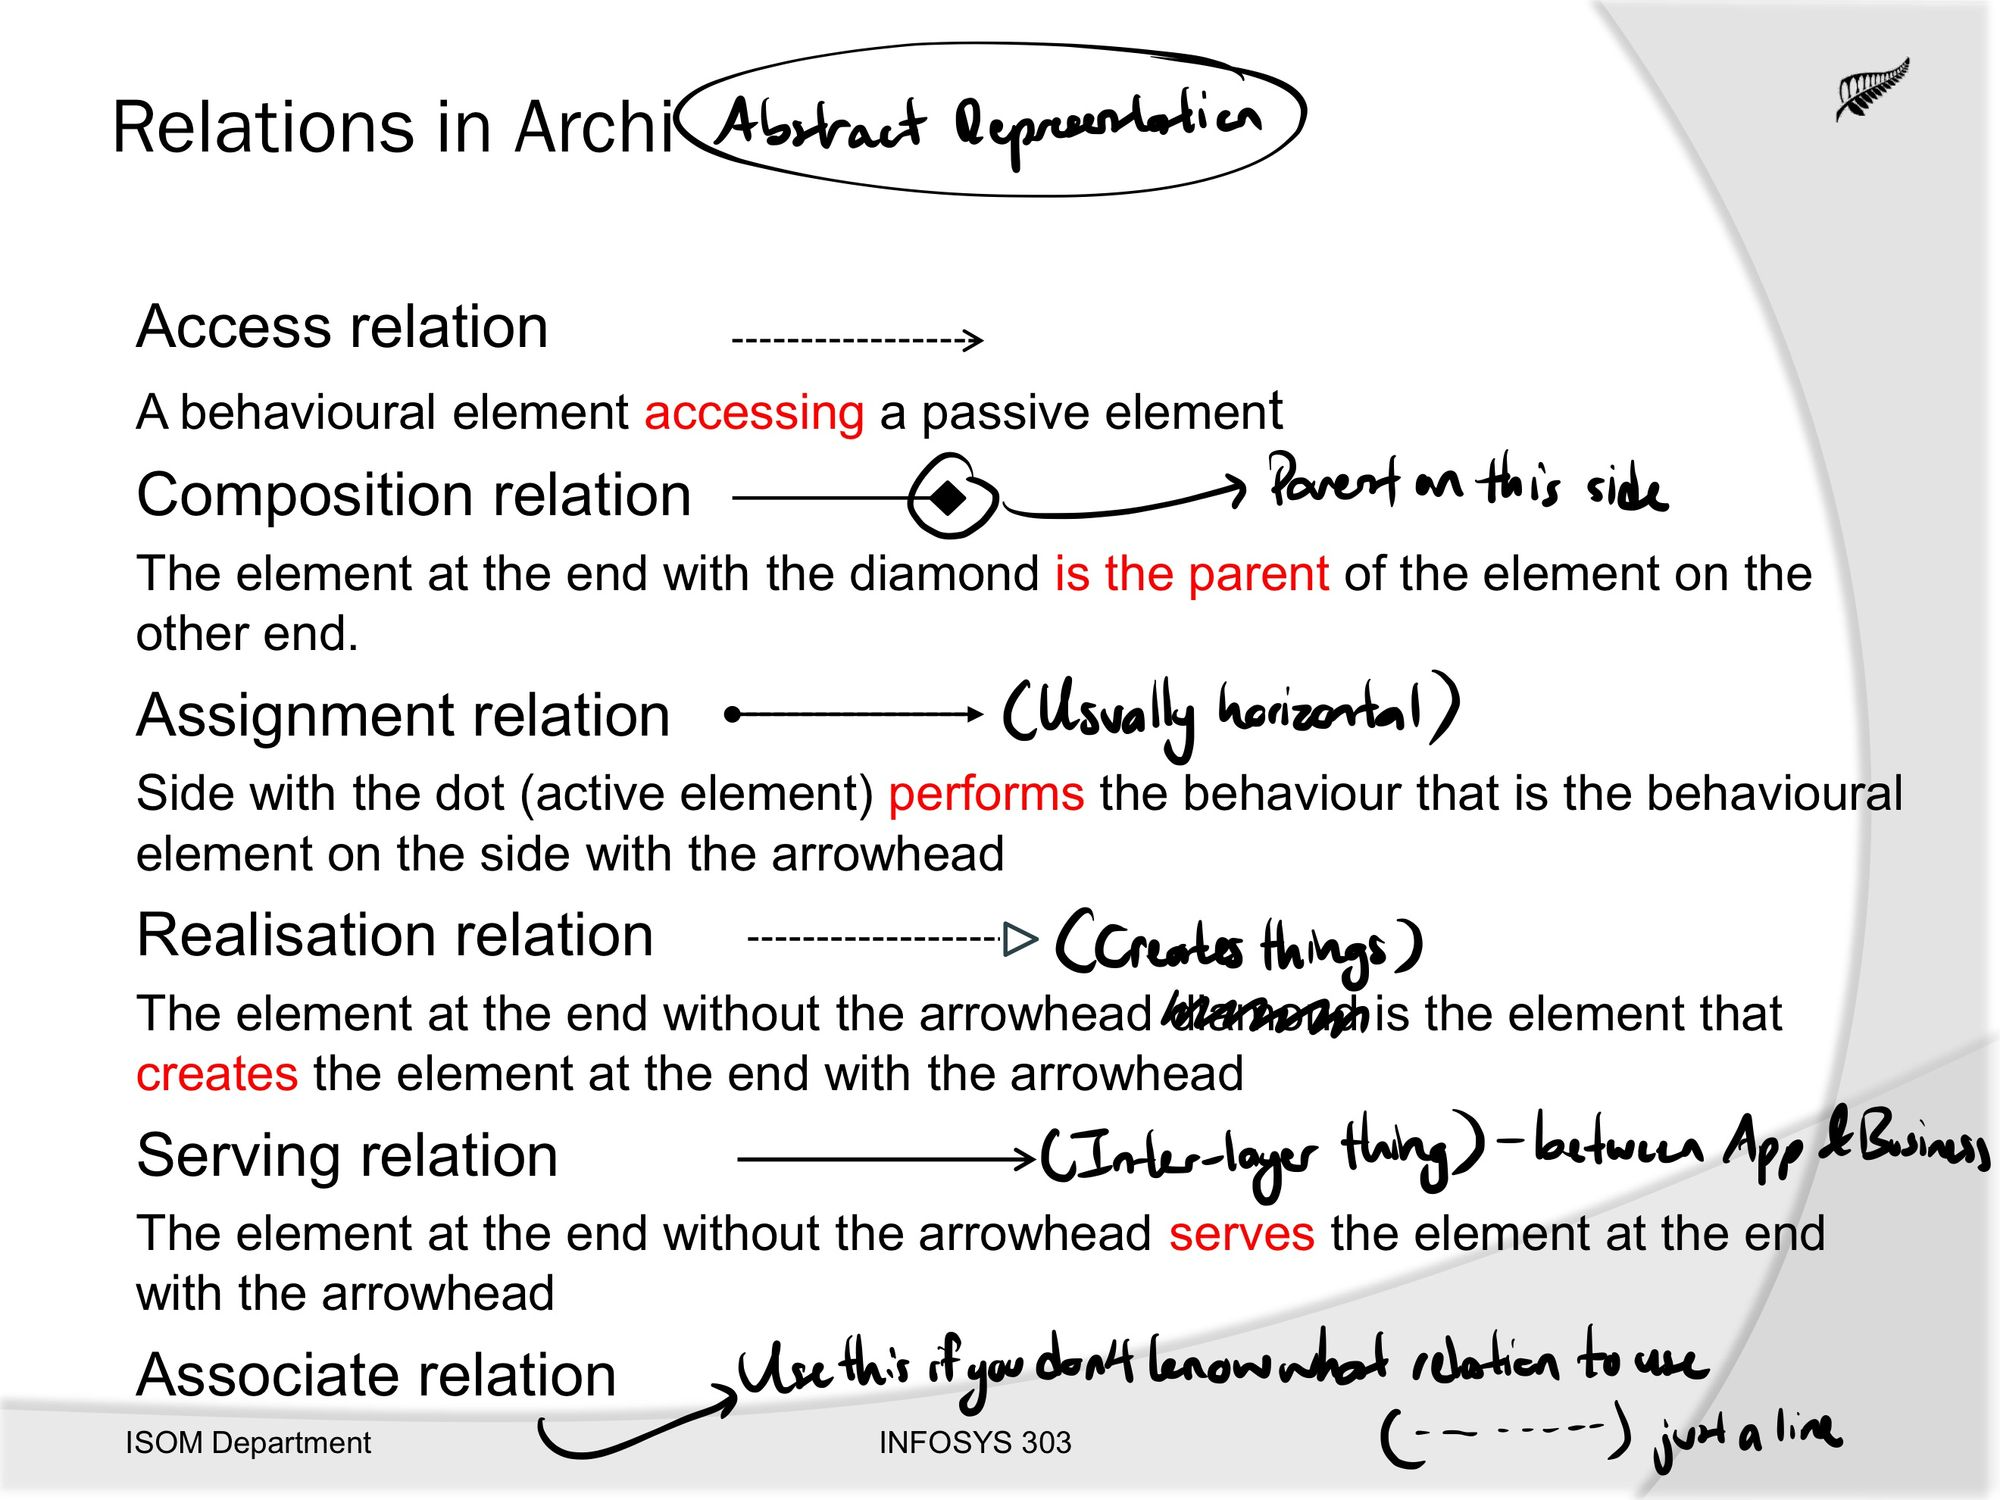 Relations in Archi Abstract Representation
Access relation
A behavioural element accessing a passive element
Composition relation Parent on this side
The element at the end with the diamond is the parent of the element on the
other end.
Assignment relation (Usually horizontal)
Side with the dot (active element) performs the behaviour that is the behavioural
element on the side with the arrowhead
Realisation relation (Creates things)
The element at the end without the arrowhead diamond is the element that
creates the element at the end with the arrowhead
Serving relation (Inter-layer thing) - between App & Business
The element at the end without the arrowhead serves the element at the end
with the arrowhead
Associate relation Use this if you don't know what relation to use
(--------) just a line
ISOM Department INFOSYS 303